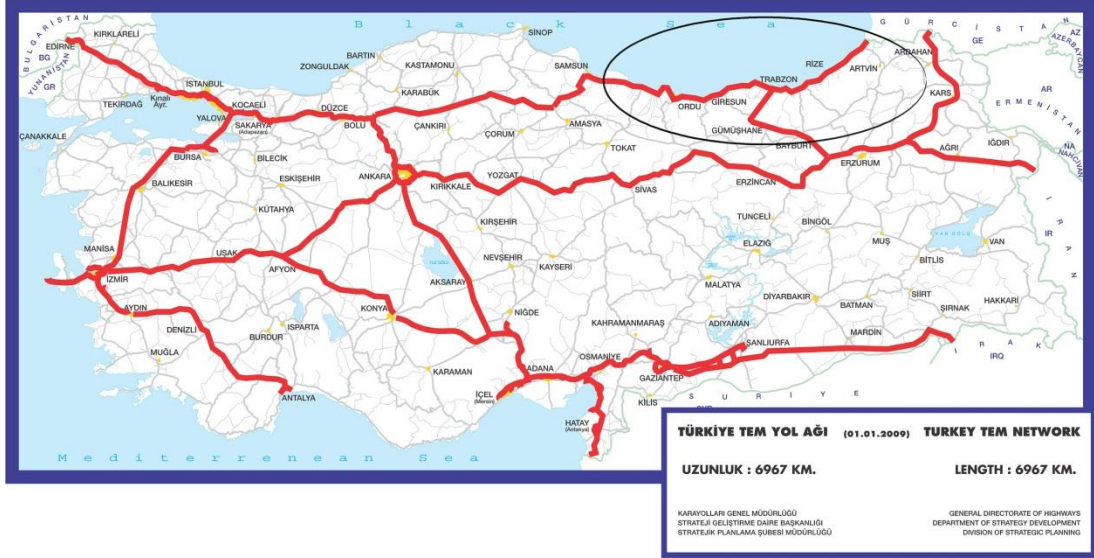 B l a c k   S e a
BULGARİSTAN
BG
YUNANİSTAN
GR
GÜRCİSTAN
GE
AZ
AZERBAYCAN
AR
ERMENİSTAN
NA
NAHCIVAN
EDİRNE
KIRKLARELİ
TEKİRDAĞ
Kınalı
Ayr.
İSTANBUL
KOCAELİ
YALOVA
SAKARYA
(Adapazarı)
DÜZCE
BOLU
ZONGULDAK
BARTIN
KARABÜK
KASTAMONU
SİNOP
SAMSUN
ORDU
GİRESUN
TRABZON
RİZE
ARTVİN
ARDAHAN
KARS
GÜMÜŞHANE
BAYBURT
ÇANAKKALE
BURSA
BİLECİK
ESKİŞEHİR
BALIKESİR
KÜTAHYA
ANKARA
ÇANKIRI
ÇORUM
AMASYA
TOKAT
KIRIKKALE
YOZGAT
SİVAS
ERZİNCAN
ERZURUM
AĞRI
IĞDIR
MANİSA
İZMİR
UŞAK
AFYON
KIRŞEHİR
NEVŞEHİR
KAYSERİ
AKSARAY
TUNCELİ
BİNGÖL
ELAZIĞ
MUŞ
BİTLİS
VAN
VAN GÖLÜ
IR
İRAN
AYDIN
DENİZLİ
MUĞLA
BURDUR
ISPARTA
ANTALYA
KONYA
KARAMAN
NİĞDE
MALATYA
DİYARBAKIR
BATMAN
SİİRT
ŞIRNAK
HAKKARİ
MARDİN
KAHRAMANMARAŞ
ADIYAMAN
ŞANLIURFA
OSMANİYE
GAZİANTEP
KİLİS
ADANA
İÇEL
(Mersin)
HATAY
(Antakya)
IRAK
IRQ
SURİYE
M e d i t e r r e n e a n   S e a
TÜRKİYE TEM YOL AĞI (01.01.2009) TURKEY TEM NETWORK
UZUNLUK : 6967 KM. LENGTH : 6967 KM.
KARAYOLLARI GENEL MÜDÜRLÜĞÜ GENERAL DIRECTORATE OF HIGHWAYS
STRATEJİ GELİŞTİRME DAİRE BAŞKANLIĞI DEPARTMENT OF STRATEGY DEVELOPMENT
STRATEJİK PLANLAMA ŞUBESİ MÜDÜRLÜĞÜ DIVISION OF STRATEGIC PLANNING